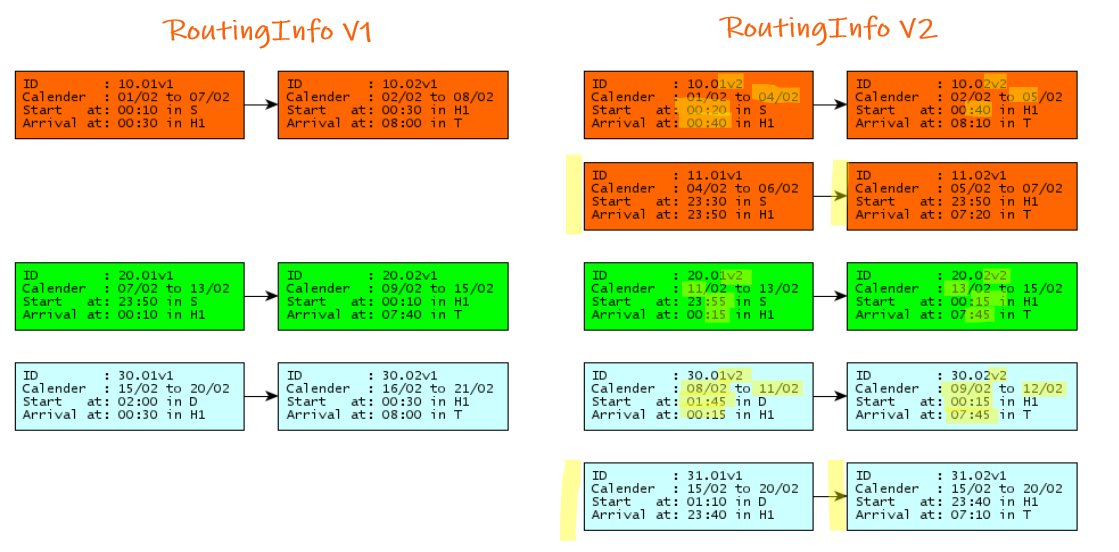 RoutingInfo V1
RoutingInfo V2
ID : 10.01v1
Calender : 01/02 to 07/02
Start at: 00:10 in S
Arrival at: 00:30 in H1
ID : 10.02v1
Calender : 02/02 to 08/02
Start at: 00:30 in H1
Arrival at: 08:00 in T
ID : 10.01v2
Calender : 01/02 to 04/02
Start at: 00:20 in S
Arrival at: 00:40 in H1
ID : 10.02v2
Calender : 02/02 to 05/02
Start at: 00:40 in H1
Arrival at: 08:10 in T
ID : 11.01v1
Calender : 04/02 to 06/02
Start at: 23:30 in S
Arrival at: 23:50 in H1
ID : 11.02v1
Calender : 05/02 to 07/02
Start at: 23:50 in H1
Arrival at: 07:20 in T
ID : 20.01v1
Calender : 07/02 to 13/02
Start at: 23:50 in S
Arrival at: 00:10 in H1
ID : 20.02v1
Calender : 09/02 to 15/02
Start at: 00:10 in H1
Arrival at: 07:40 in T
ID : 20.01v2
Calender : 11/02 to 13/02
Start at: 23:55 in S
Arrival at: 00:15 in H1
ID : 20.02v2
Calender : 13/02 to 15/02
Start at: 00:15 in H1
Arrival at: 07:45 in T
ID : 30.01v1
Calender : 15/02 to 20/02
Start at: 02:00 in D
Arrival at: 00:30 in H1
ID : 30.02v1
Calender : 16/02 to 21/02
Start at: 00:30 in H1
Arrival at: 08:00 in T
ID : 30.01v2
Calender : 08/02 to 11/02
Start at: 01:45 in D
Arrival at: 00:15 in H1
ID : 30.02v2
Calender : 09/02 to 12/02
Start at: 00:15 in H1
Arrival at: 07:45 in T
ID : 31.01v1
Calender : 15/02 to 20/02
Start at: 01:10 in D
Arrival at: 23:40 in H1
ID : 31.02v1
Calender : 15/02 to 20/02
Start at: 23:40 in H1
Arrival at: 07:10 in T